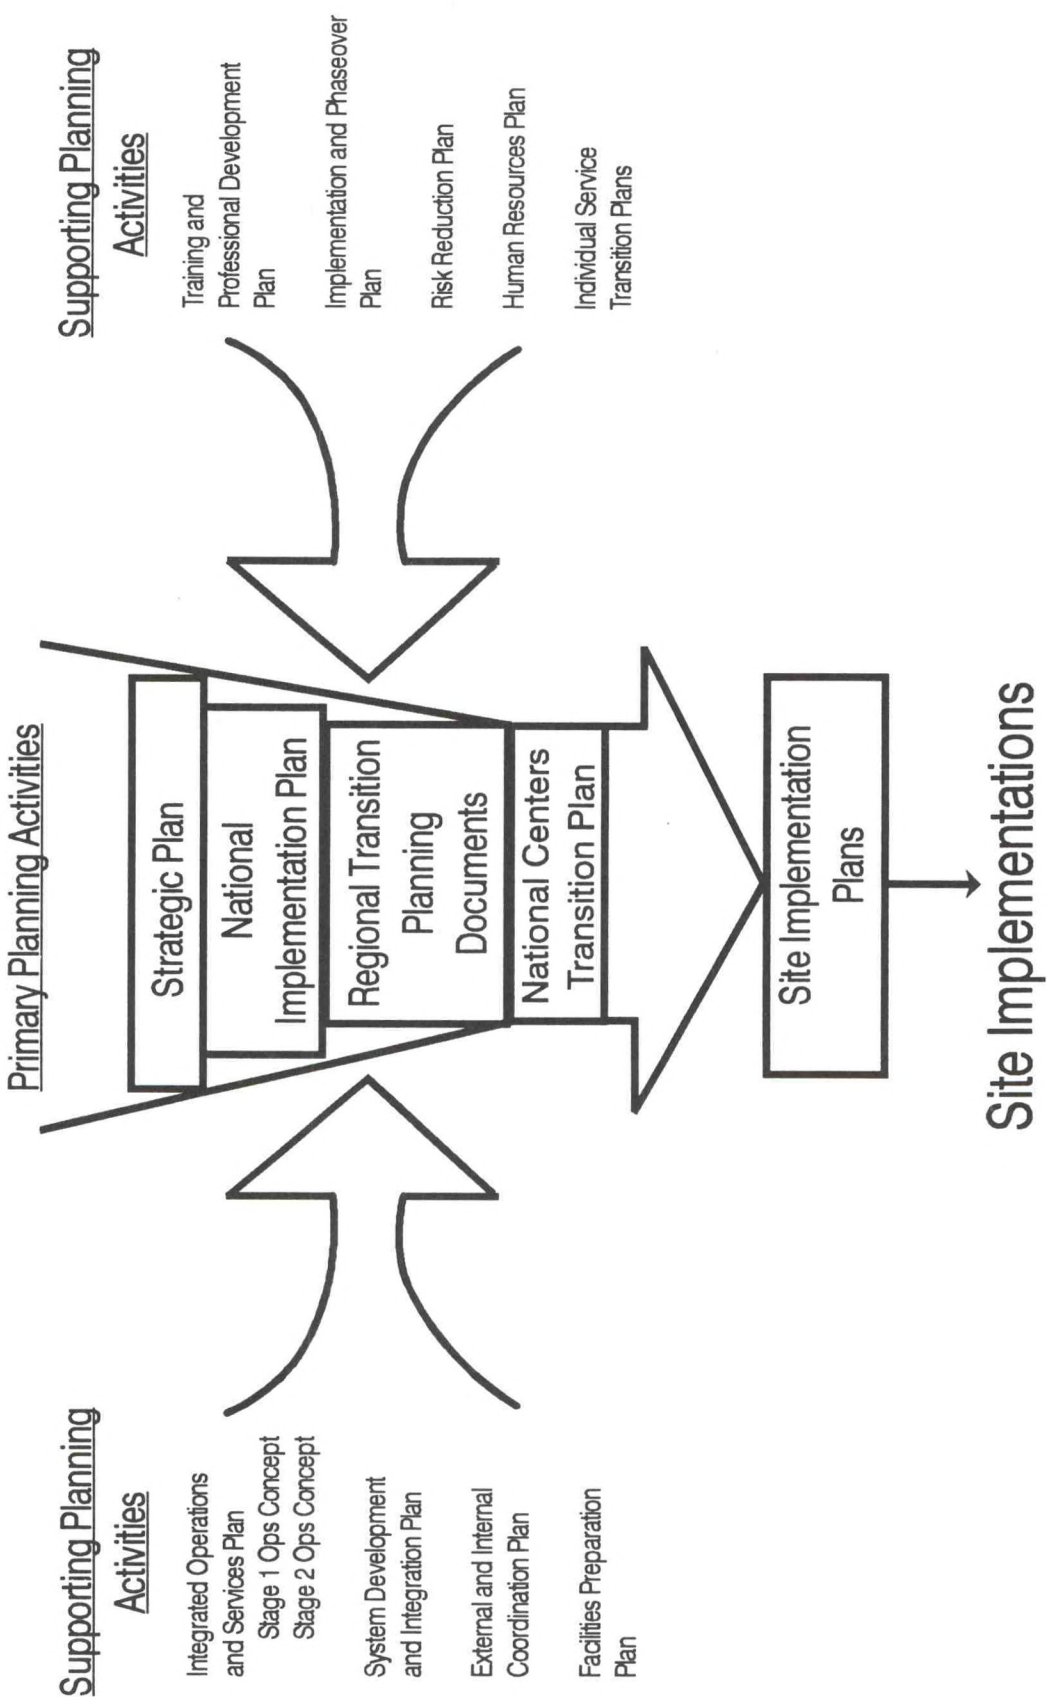 Primary Planning Activities
Supporting Planning
Activities
Integrated Operations
and Services Plan
Stage 1 Ops Concept
Stage 2 Ops Concept
System Development
and Integration Plan
External and Internal
Coordination Plan
Facilities Preparation
Plan
Strategic Plan
National
Implementation Plan
Regional Transition
Planning
Documents
National Centers
Transition Plan
Site Implementation
Plans
Site Implementations
Supporting Planning
Activities
Training and
Professional Development
Plan
Implementation and Phaseover
Plan
Risk Reduction Plan
Human Resources Plan
Individual Service
Transition Plans